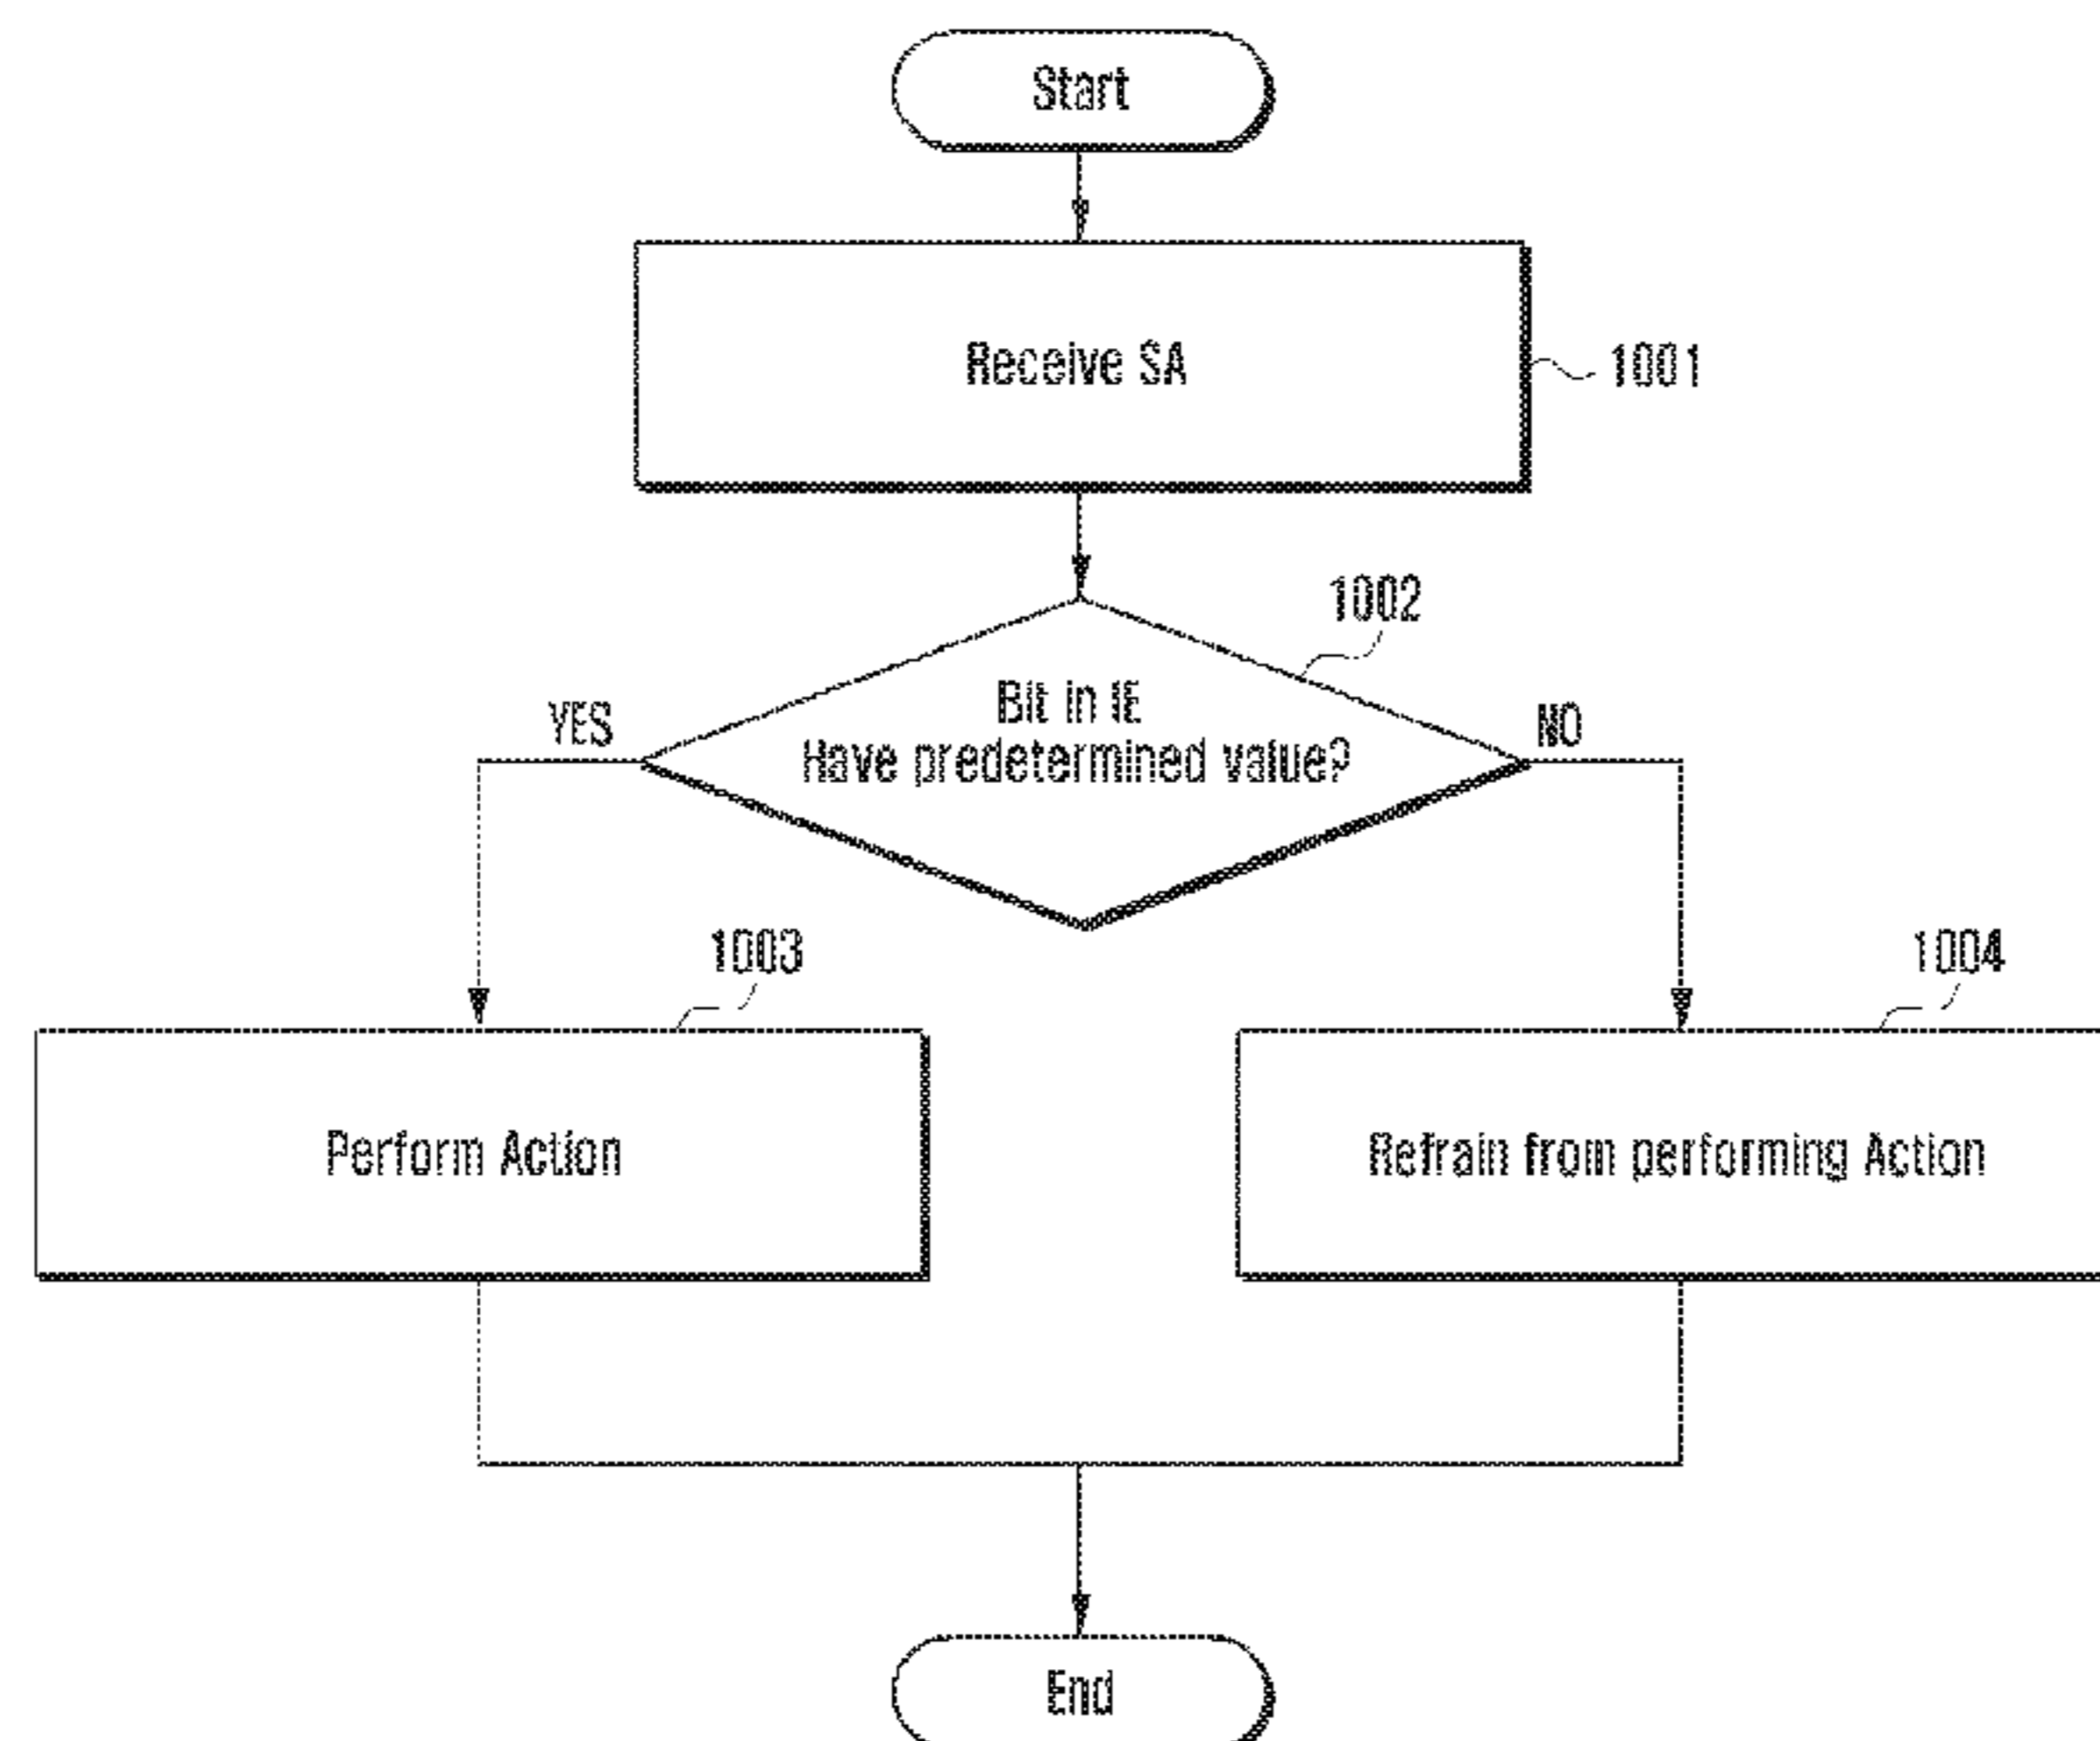 Start
Receive SA
1001
1002
Bit in IE
Have predetermined value?
YES
NO
1003
1004
Perform Action
Refrain from performing Action
End